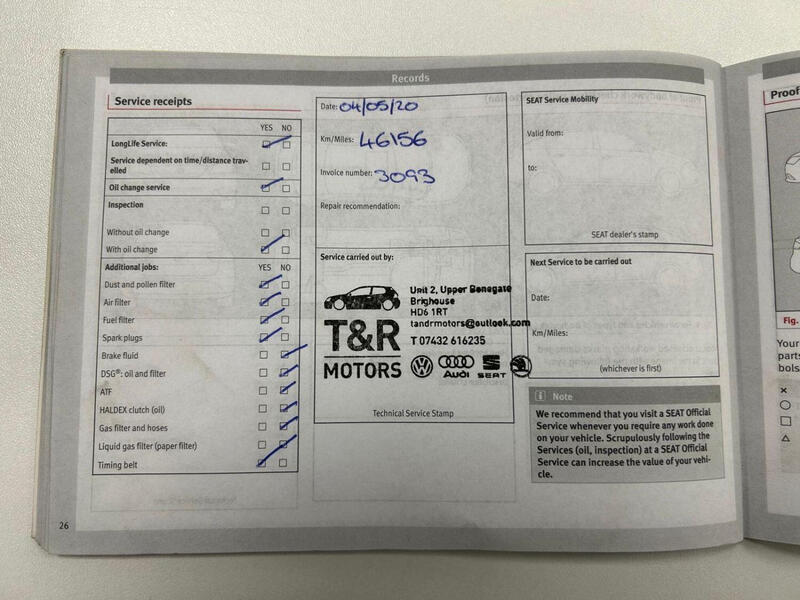 Records
Service receipts
YES NO
LongLife Service:
Service dependent on time/distance trav-
elled
Oil change service
Inspection
Without oil change
With oil change
Additional jobs: YES NO
Dust and pollen filter
Air filter
Fuel filter
Spark plugs
Brake fluid
DSG®: oil and filter
ATF
HALDEX clutch (oil)
Gas filter and hoses
Liquid gas filter (paper filter)
Timing belt
26
Date: 04/05/20
Km/Miles: 46156
Invoice number: 3093
Repair recommendation:
Service carried out by:
T&R
MOTORS
Unit 2, Upper Bonegate
Brighouse
HD6 1RT
tandrmotors@outlook.com
T 07432 616235
Audi SEAT
Technical Service Stamp
SEAT Service Mobility
Valid from:
to:
SEAT dealer's stamp
Next Service to be carried out
Date:
Km/Miles:
(whichever is first)
i Note
We recommend that you visit a SEAT Official
Service whenever you require any work done
on your vehicle. Scrupulously following the
Services (oil, inspection) at a SEAT Official
Service can increase the value of your vehi-
cle.
Proof
Fig.
Your
parts
bols